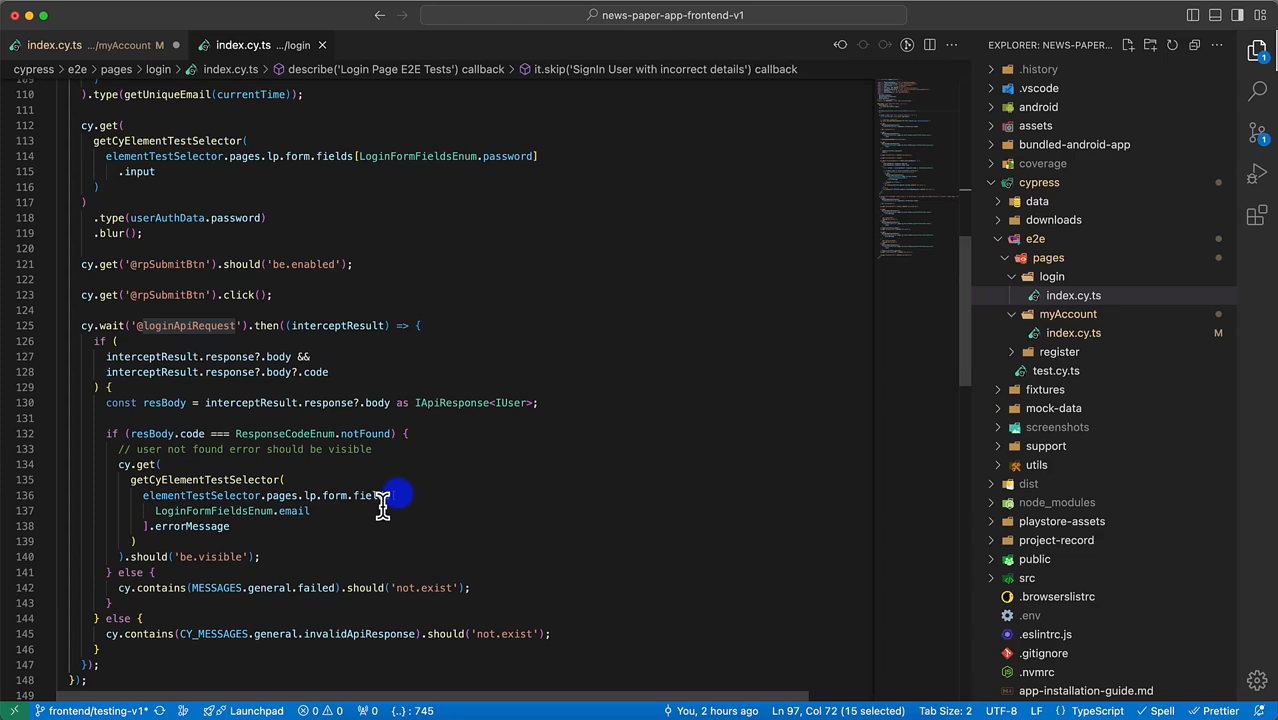 news-paper-app-frontend-v1
index.cy.ts .../myAccount M
index.cy.ts .../login
EXPLORER: NEWS-PAPER...
cypress > e2e > pages > login > index.cy.ts > describe('Login Page E2E Tests') callback > it.skip('SignIn User with incorrect details') callback
110 ).type(getUniqueEmail(currentTime));
111
112 cy.get(
113 getCyElementTestSelector(
114 elementTestSelector.pages.lp.form.fields[LoginFormFieldsEnum.password]
115 .input
116 )
117 )
118 .type(userAuthData.password)
119 .blur();
120
121 cy.get('@rpSubmitBtn').should('be.enabled');
122
123 cy.get('@rpSubmitBtn').click();
124
125 cy.wait('@loginApiRequest').then((interceptResult) => {
126 if (
127 interceptResult.response?.body &&
128 interceptResult.response?.body?.code
129 ) {
130 const resBody = interceptResult.response?.body as IApiResponse<IUser>;
131
132 if (resBody.code === ResponseCodeEnum.notFound) {
133 // user not found error should be visible
134 cy.get(
135 getCyElementTestSelector(
136 elementTestSelector.pages.lp.form.fields[
137 LoginFormFieldsEnum.email
138 ].errorMessage
139 )
140 ).should('be.visible');
141 } else {
142 cy.contains(MESSAGES.general.failed).should('not.exist');
143 }
144 } else {
145 cy.contains(CY_MESSAGES.general.invalidApiResponse).should('not.exist');
146 }
147 });
148 });
149
.history
.vscode
android
assets
bundled-android-app
coverage
cypress
data
downloads
e2e
pages
login
index.cy.ts
myAccount
index.cy.ts M
register
test.cy.ts
fixtures
mock-data
screenshots
support
utils
dist
node_modules
playstore-assets
project-record
public
src
.browserslistrc
.env
.eslintrc.js
.gitignore
.nvmrc
app-installation-guide.md
1
1
frontend/testing-v1* Launchpad 0 0 0 {..} : 745 You, 2 hours ago Ln 97, Col 72 (15 selected) Tab Size: 2 UTF-8 LF TypeScript Spell Prettier